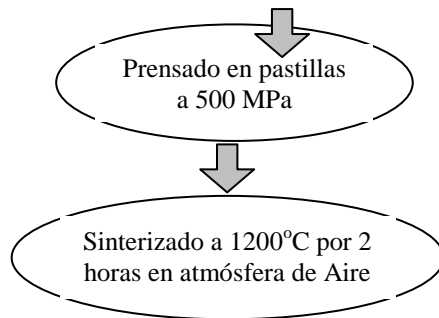 Prensado en pastillas
a 500 MPa
Sinterizado a 1200°C por 2
horas en atmósfera de Aire